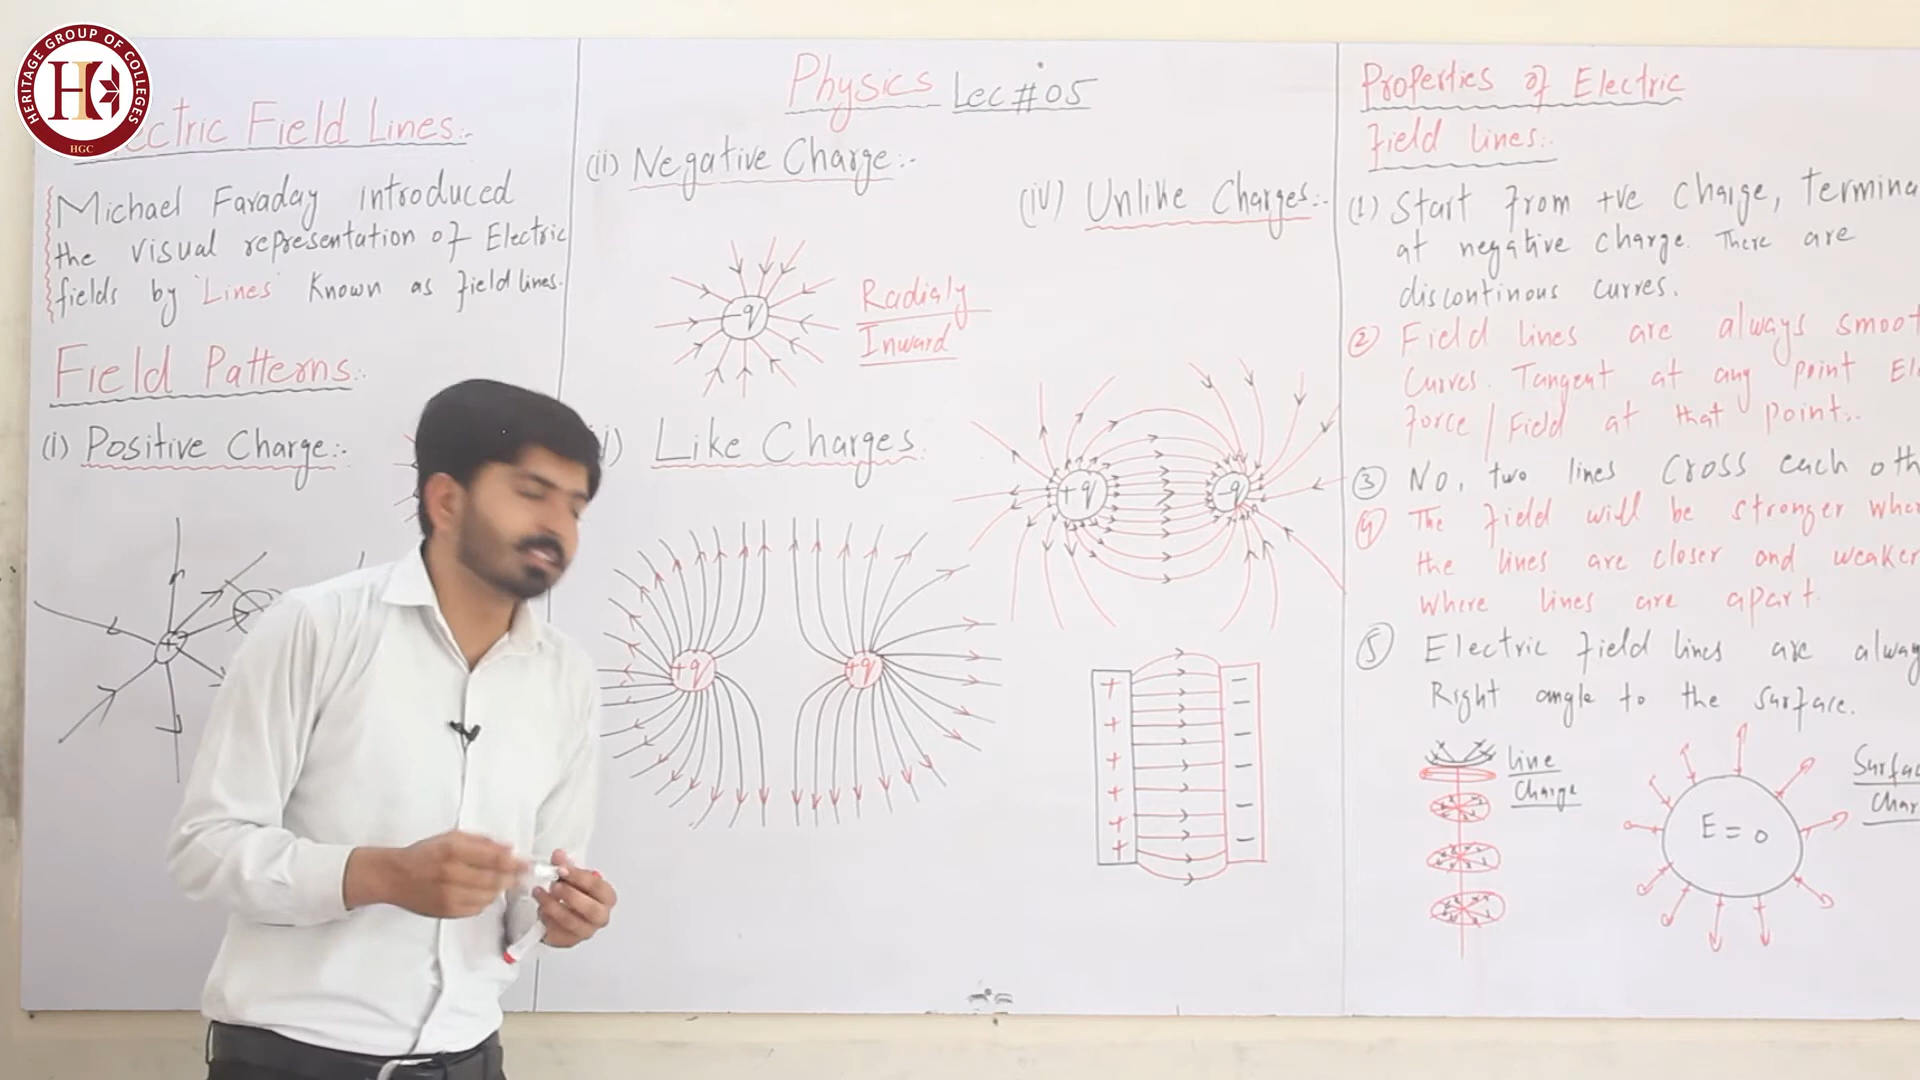 HERITAGE GROUP OF COLLEGES
HGC
ectric Field Lines:-
Michael Faraday introduced
the visual representation of Electric
fields by 'Lines' Known as field lines.
Field Patterns:-
(i) Positive Charge:-
+
Physics Lec #05
(ii) Negative Charge:-
-q
Radialy
Inward
) Like Charges
+q
+q
(iv) Unlike Charges:-
+q
-q
+
+
+
+
+
+
-
-
-
-
-
Properties of Electric
field lines:-
(1) Start from +ve charge, termina
at negative charge. There are
discontinous curves.
② Field lines are always smoot
Curves. Tangent at any point El
force / Field at that point:-
③ No, two lines Cross each oth
④ The field will be stronger wher
the lines are closer and weaker
where lines are apart.
⑤ Electric field lines are alway
Right angle to the surface.
Line
Charge
E = 0
Surfac
Char